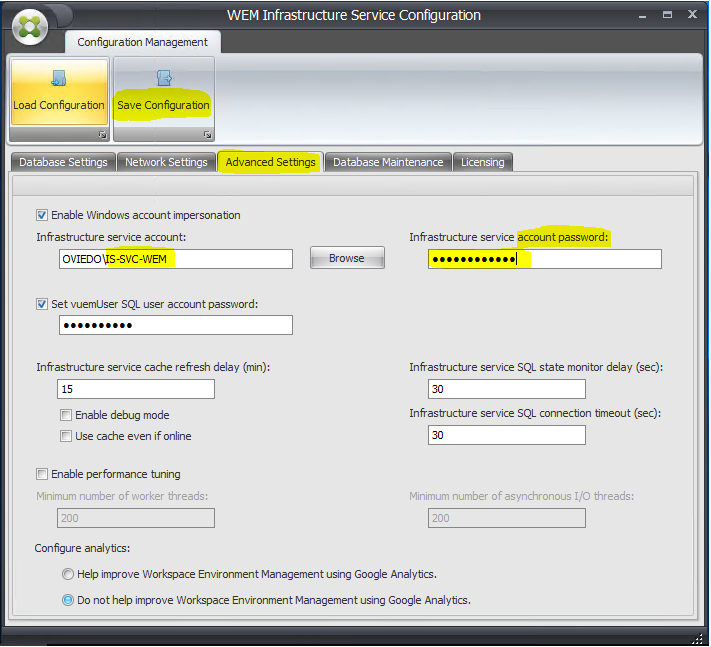 WEM Infrastructure Service Configuration
Configuration Management
Load Configuration
Save Configuration
Database Settings
Network Settings
Advanced Settings
Database Maintenance
Licensing
Enable Windows account impersonation
Infrastructure service account:
Infrastructure service account password:
OVIEDO\IS-SVC-WEM
Browse
●●●●●●●●●●●●
Set vuemUser SQL user account password:
●●●●●●●●●●
Infrastructure service cache refresh delay (min):
Infrastructure service SQL state monitor delay (sec):
15
30
Enable debug mode
Infrastructure service SQL connection timeout (sec):
Use cache even if online
30
Enable performance tuning
Minimum number of worker threads:
Minimum number of asynchronous I/O threads:
200
200
Configure analytics:
Help improve Workspace Environment Management using Google Analytics.
Do not help improve Workspace Environment Management using Google Analytics.